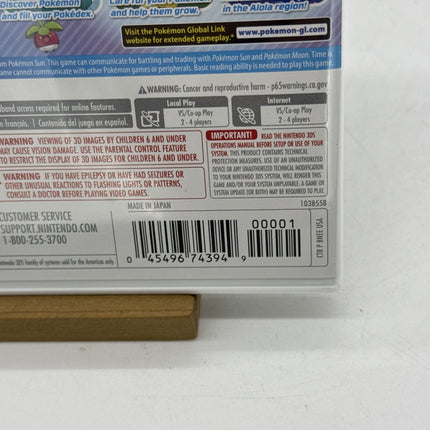 Discover Pokémon
and fill your Pokédex.
Care for your Pokémon
and help them grow.
in the Alola region!
Visit the Pokémon Global Link
website for extended gameplay.*
www.pokemon-gl.com
from Pokémon Sun. This game can communicate for battling and trading with Pokémon Sun and Pokémon Moon. Time is
cannot communicate with other Pokémon games or peripherals. Basic reading ability is needed to play this
WARNING: Cancer and reproductive harm - p65warnings.ca.gov
band access required for online features.
Local Play
VS/Co-op Play
2 - 4 players
Internet
VS/Co-op Play
2 - 4 players
français. | Contenido del juego en español.
WARNING VIEWING OF 3D IMAGES BY CHILDREN 6 AND UNDER
MAY CAUSE VISION DAMAGE. USE THE PARENTAL CONTROL FEATURE
TO RESTRICT THE DISPLAY OF 3D IMAGES FOR CHILDREN 6 AND UNDER.
WARNING IF YOU HAVE EPILEPSY OR HAVE HAD SEIZURES OR
OTHER UNUSUAL REACTIONS TO FLASHING LIGHTS OR PATTERNS,
CONSULT A DOCTOR BEFORE PLAYING VIDEO GAMES.
IMPORTANT! READ THE NINTENDO 3DS
OPERATIONS MANUAL BEFORE SETUP OR USE OF YOUR
SYSTEM. THIS PRODUCT CONTAINS TECHNICAL
PROTECTION MEASURES. USE OF AN UNAUTHORIZED
DEVICE OR ANY UNAUTHORIZED TECHNICAL MODIFICATION TO
YOUR NINTENDO 3DS SYSTEM, WILL RENDER THIS
GAME AND/OR YOUR SYSTEM UNPLAYABLE. A GAME OR
SYSTEM UPDATE (OR BOTH) MAY BE REQUIRED TO PLAY.
MADE IN JAPAN
103855B
CUSTOMER SERVICE
SUPPORT.NINTENDO.COM
1-800-255-3700
00001
0 45496 74394 9
CTR P BNEE USA
Nintendo 3DS family of systems sold for the Americas only.